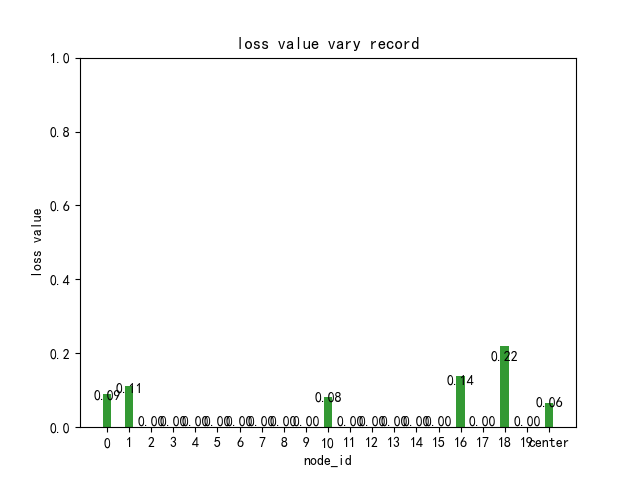 loss value vary record
1.0
0.8
0.6
0.4
0.2
0.0
loss value
0.09 0.11 0.00 0.00 0.00 0.00 0.00 0.00 0.00 0.00 0.08 0.00 0.00 0.00 0.00 0.00 0.14 0.00 0.22 0.00 0.06
0 1 2 3 4 5 6 7 8 9 10 11 12 13 14 15 16 17 18 19 center
node_id